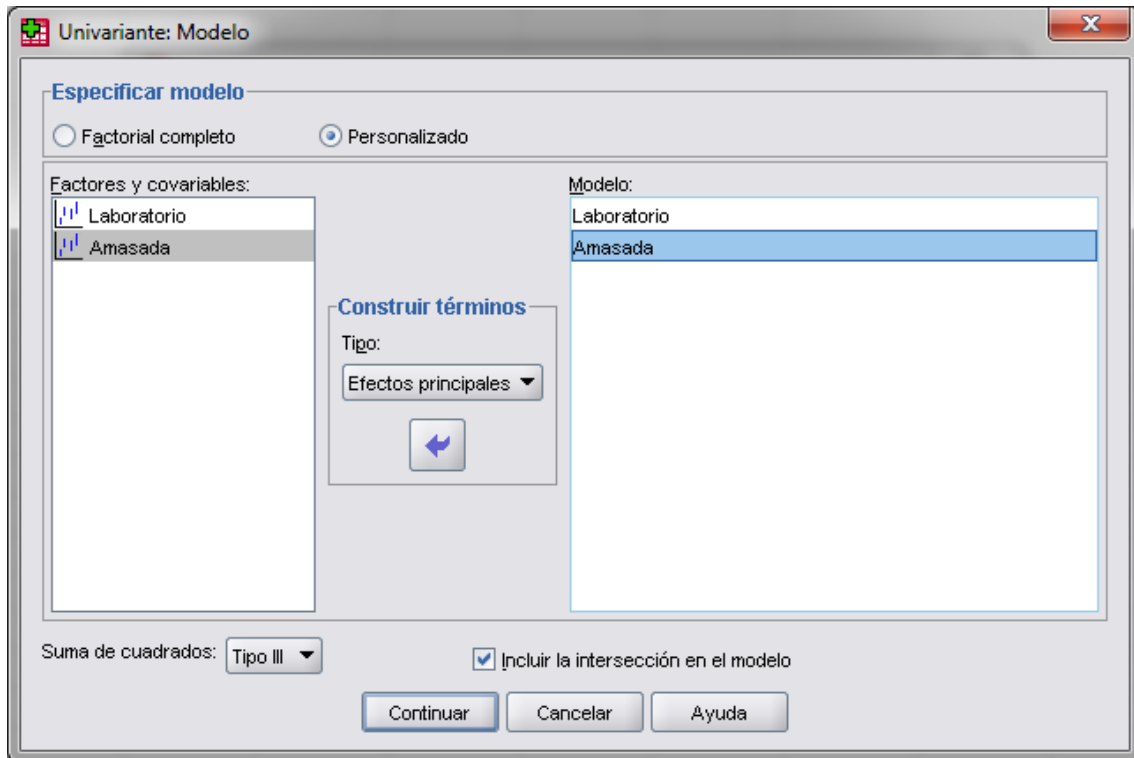 Univariante: Modelo
Especificar modelo
Factorial completo
Personalizado
Factores y covariables:
Laboratorio
Amasada
Construir términos
Tipo:
Efectos principales
Modelo:
Laboratorio
Amasada
Suma de cuadrados:
Tipo III
Incluir la intersección en el modelo
Continuar
Cancelar
Ayuda